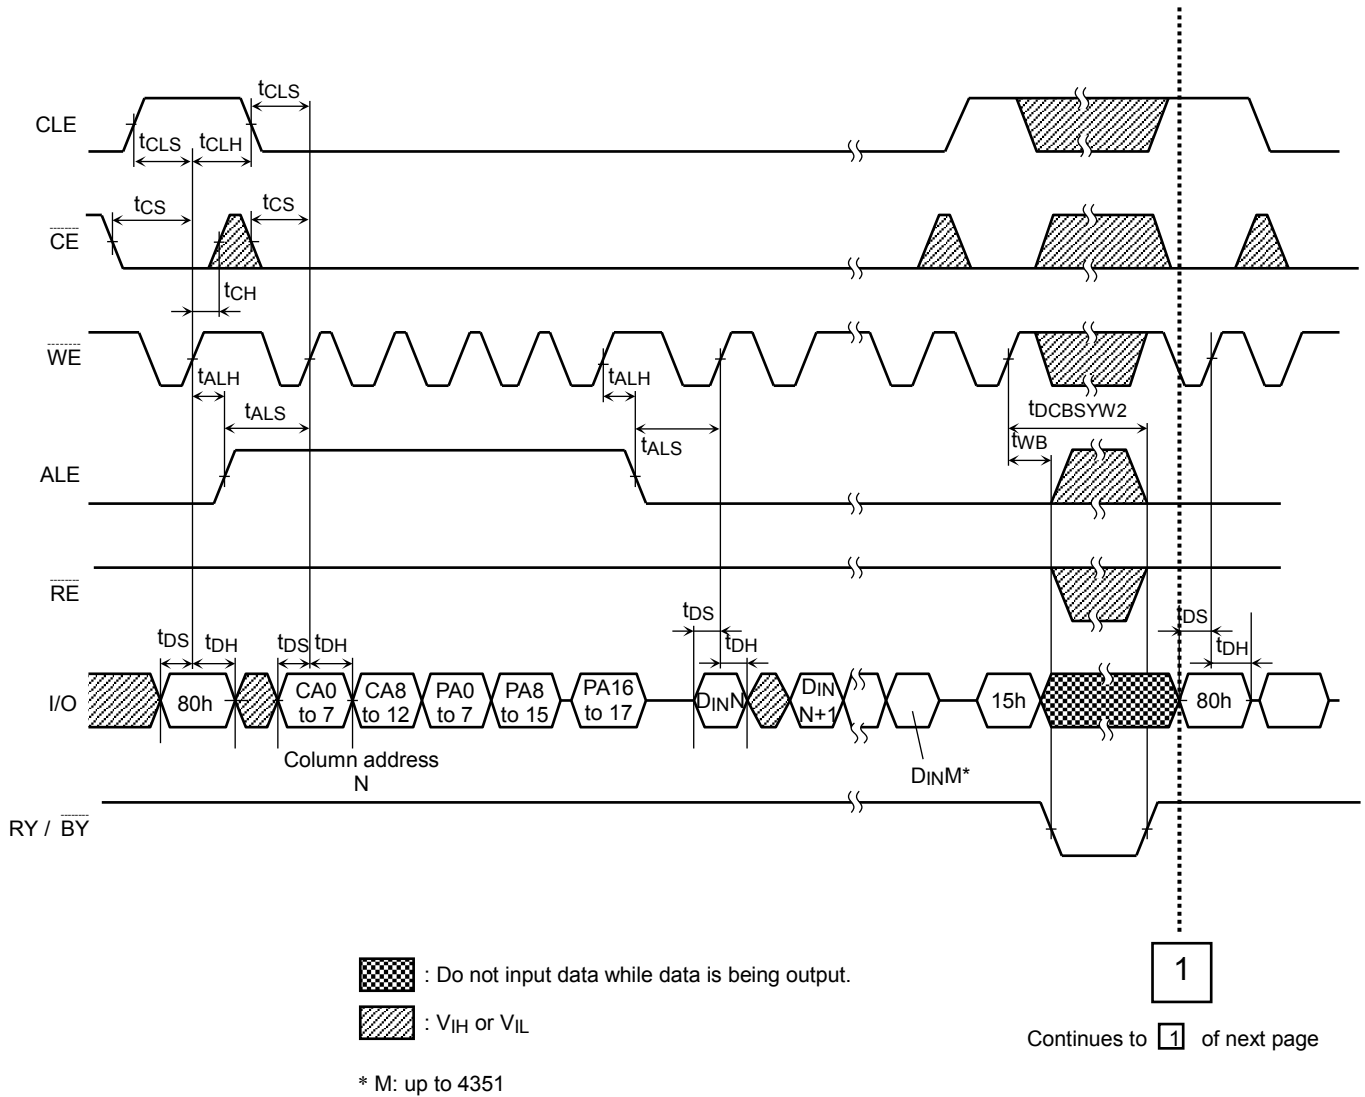 tCLS
CLE
tCLS tCLH
tCS tCS
CE
tCH
WE
tALH tALH
tALS tDCBSYW2
tALS tWB
ALE
RE
tDS tDS
tDS tDH tDS tDH tDH tDH
I/O
80h
CA0 to 7
CA8 to 12
PA0 to 7
PA8 to 15
PA16 to 17
DINN
DIN N+1
15h
80h
Column address
N
DINM*
RY / BY
: Do not input data while data is being output.
1
: VIH or VIL
Continues to 1 of next page
* M: up to 4351